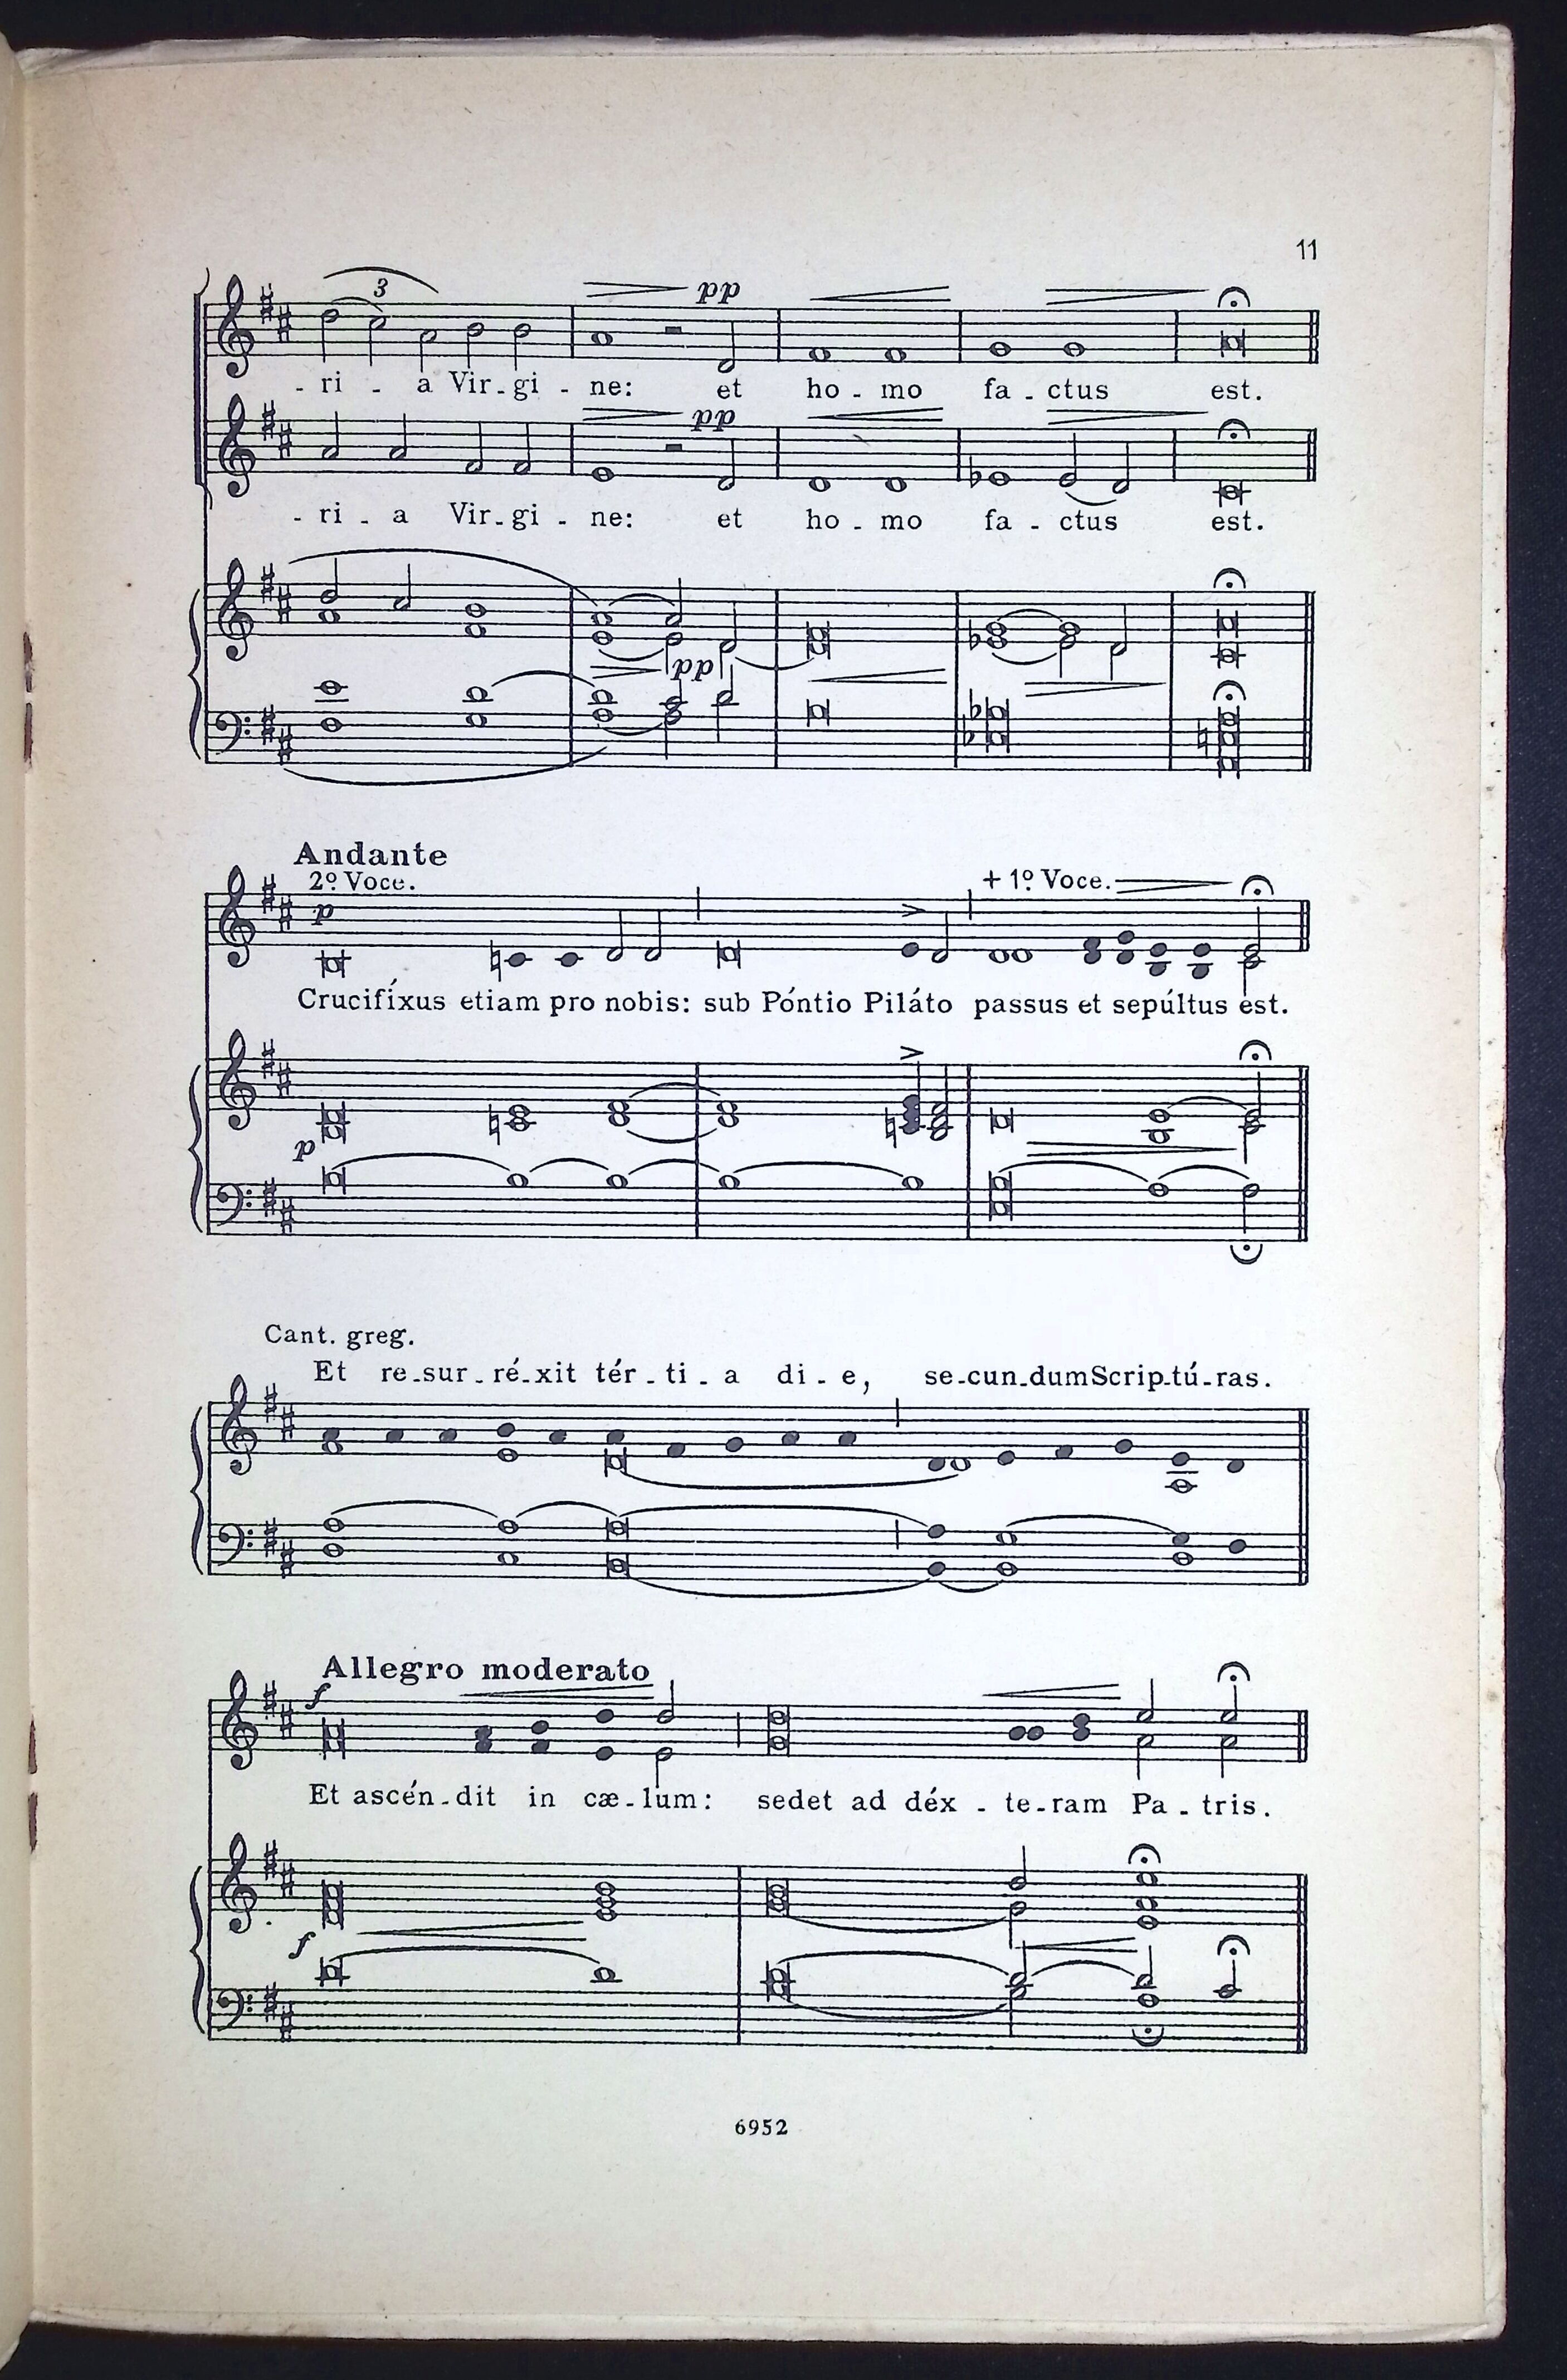 11
3
pp
- ri - a Vir-gi - ne: et ho - mo fa - ctus est.
pp
- ri - a Vir-gi - ne: et ho - mo fa - ctus est.
pp
Andante
2º Voce. + 1º Voce.
p
Crucifíxus etiam pro nobis: sub Póntio Piláto passus et sepúltus est.
p
Cant. greg.
Et re-sur-ré-xit tér-ti-a di-e, se-cun-dumScrip-tú-ras.
Allegro moderato
f
Et ascén-dit in cæ-lum: sedet ad déx - te-ram Pa - tris.
f
6952